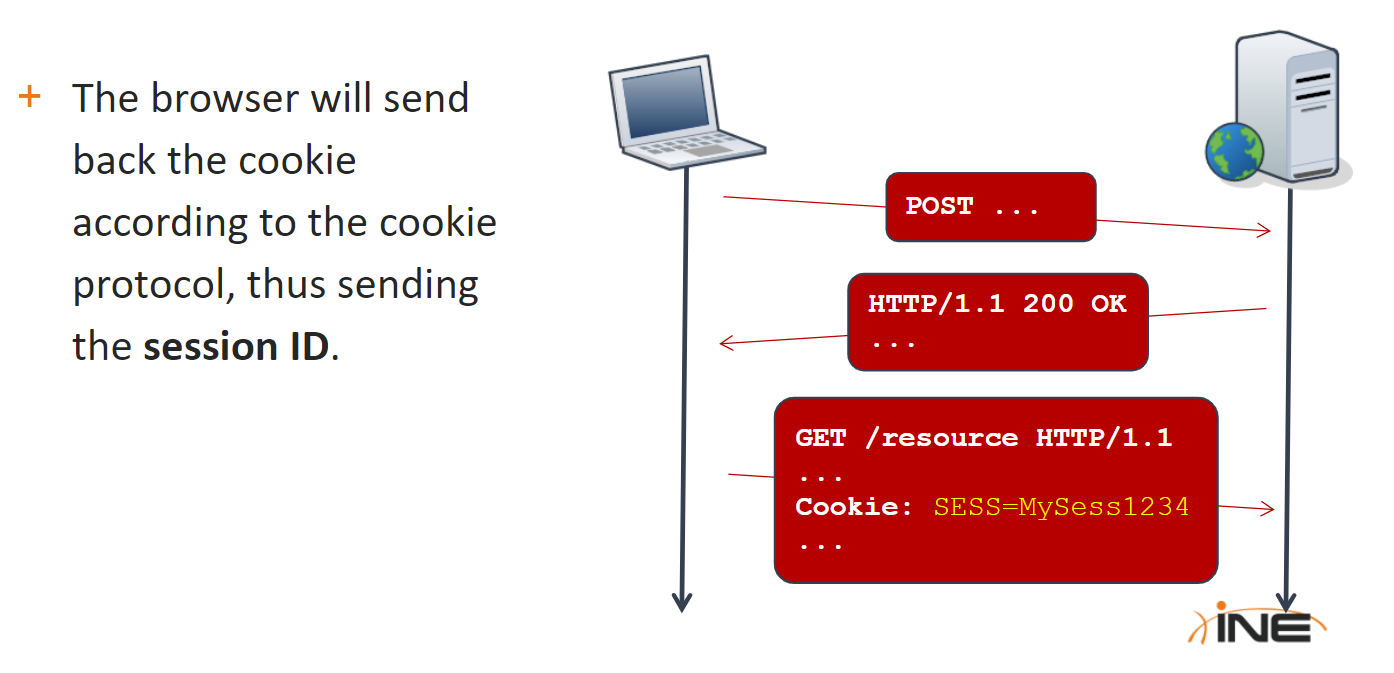 + The browser will send
back the cookie
according to the cookie
protocol, thus sending
the session ID.
POST ...
HTTP/1.1 200 OK
...
GET /resource HTTP/1.1
...
Cookie: SESS=MySess1234
...
iNE